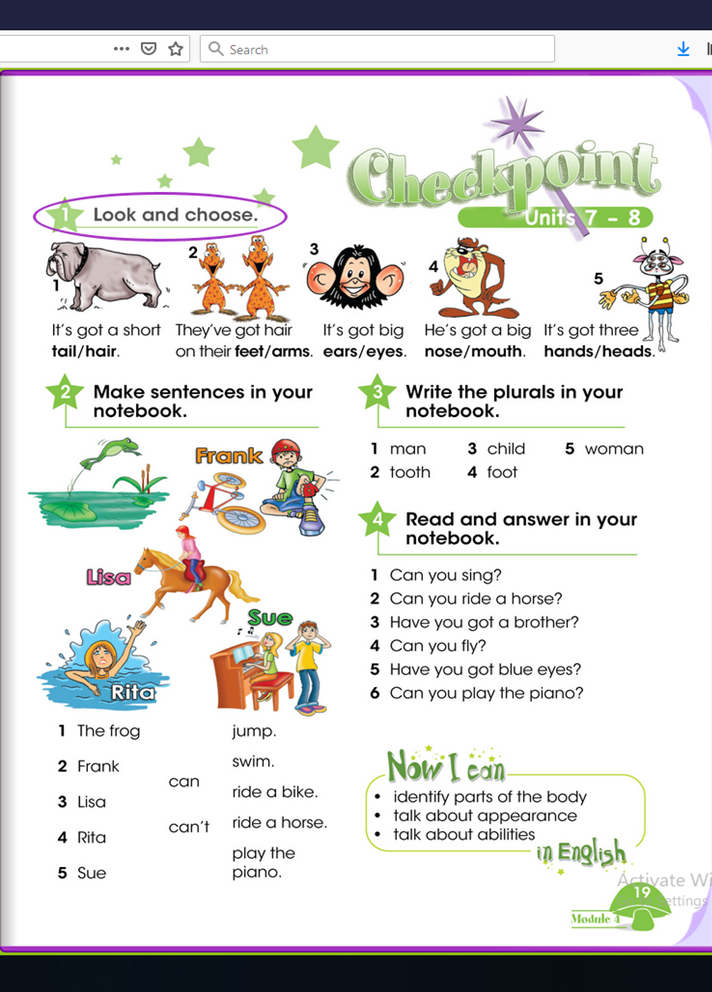 Search
Checkpoint
Units 7 – 8
1 Look and choose.
1
2
3
4
5
It's got a short
tail/hair.
They've got hair
on their feet/arms.
It's got big
ears/eyes.
He's got a big
nose/mouth.
It's got three
hands/heads.
2 Make sentences in your
notebook.
Frank
Lisa
Sue
Rita
1 The frog
2 Frank
3 Lisa
4 Rita
5 Sue
can
can't
jump.
swim.
ride a bike.
ride a horse.
play the
piano.
3 Write the plurals in your
notebook.
1 man 3 child 5 woman
2 tooth 4 foot
4 Read and answer in your
notebook.
1 Can you sing?
2 Can you ride a horse?
3 Have you got a brother?
4 Can you fly?
5 Have you got blue eyes?
6 Can you play the piano?
Now I can
• identify parts of the body
• talk about appearance
• talk about abilities
in English
Activate Wi
19
ettings
Module 4